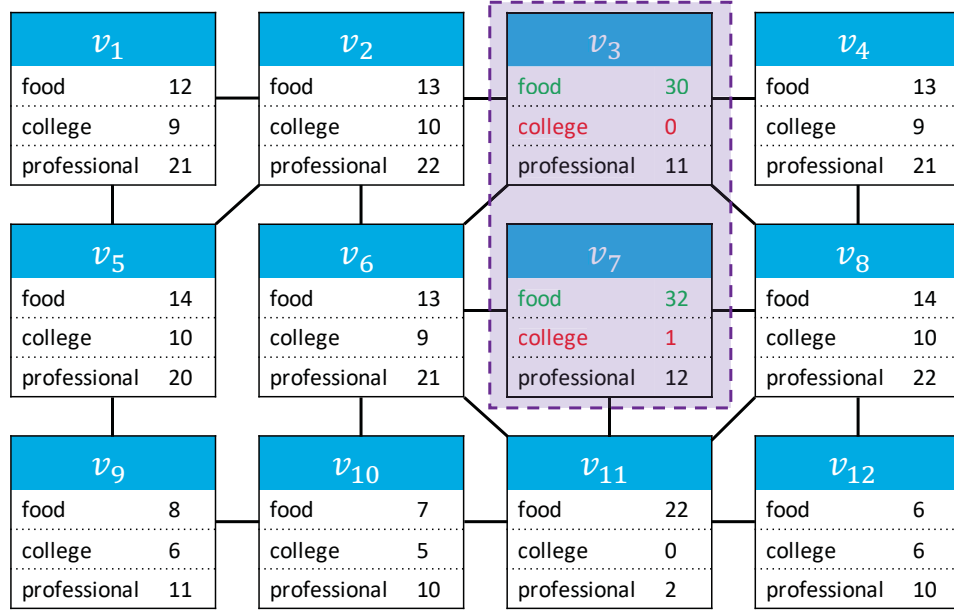 v1 v2 v3 v4
food 12 food 13 food 30 food 13
college 9 college 10 college 0 college 9
professional 21 professional 22 professional 11 professional 21
v5 v6 v7 v8
food 14 food 13 food 32 food 14
college 10 college 9 college 1 college 10
professional 20 professional 21 professional 12 professional 22
v9 v10 v11 v12
food 8 food 7 food 22 food 6
college 6 college 5 college 0 college 6
professional 11 professional 10 professional 2 professional 10